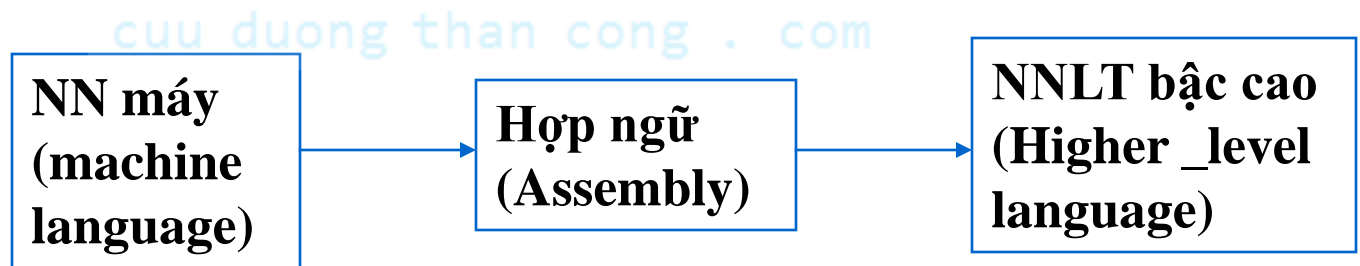 cuu duong than cong . com
NN máy
(machine
language)
Hợp ngữ
(Assembly)
NNLT bậc cao
(Higher _level
language)